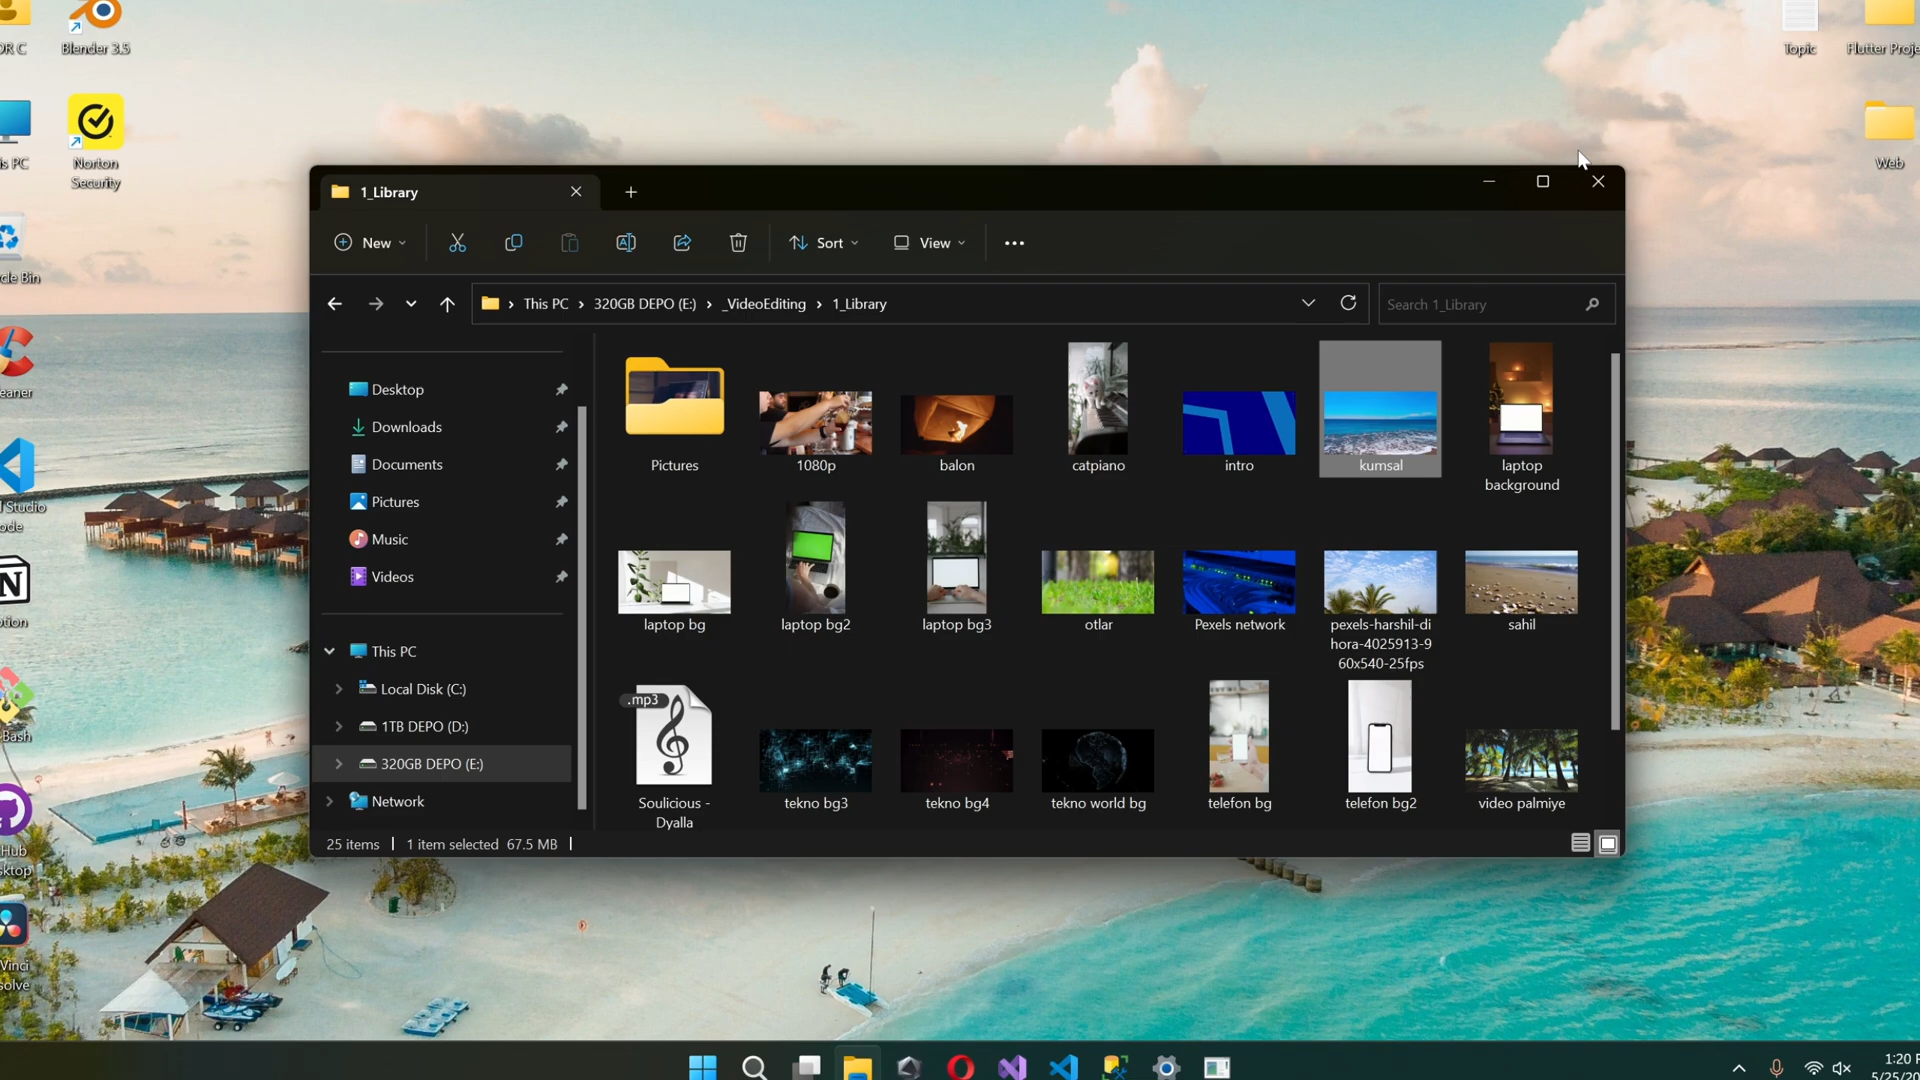 Blender 3.5
Topic
Norton
Security
Web
1_Library
New
Sort
View
This PC
320GB DEPO (E:)
_VideoEditing
1_Library
Search 1_Library
Desktop
Downloads
Documents
Pictures
Music
Videos
This PC
Local Disk (C:)
1TB DEPO (D:)
320GB DEPO (E:)
Network
Pictures
1080p
balon
catpiano
intro
kumsal
laptop
background
laptop bg
laptop bg2
laptop bg3
otlar
Pexels network
pexels-harshil-di
hora-4025913-9
60x540-25fps
sahil
.mp3
Soulicious -
Dyalla
tekno bg3
tekno bg4
tekno world bg
telefon bg
telefon bg2
video palmiye
25 items
1 item selected 67.5 MB
Flutter Proje
1:20 P
5/25/20